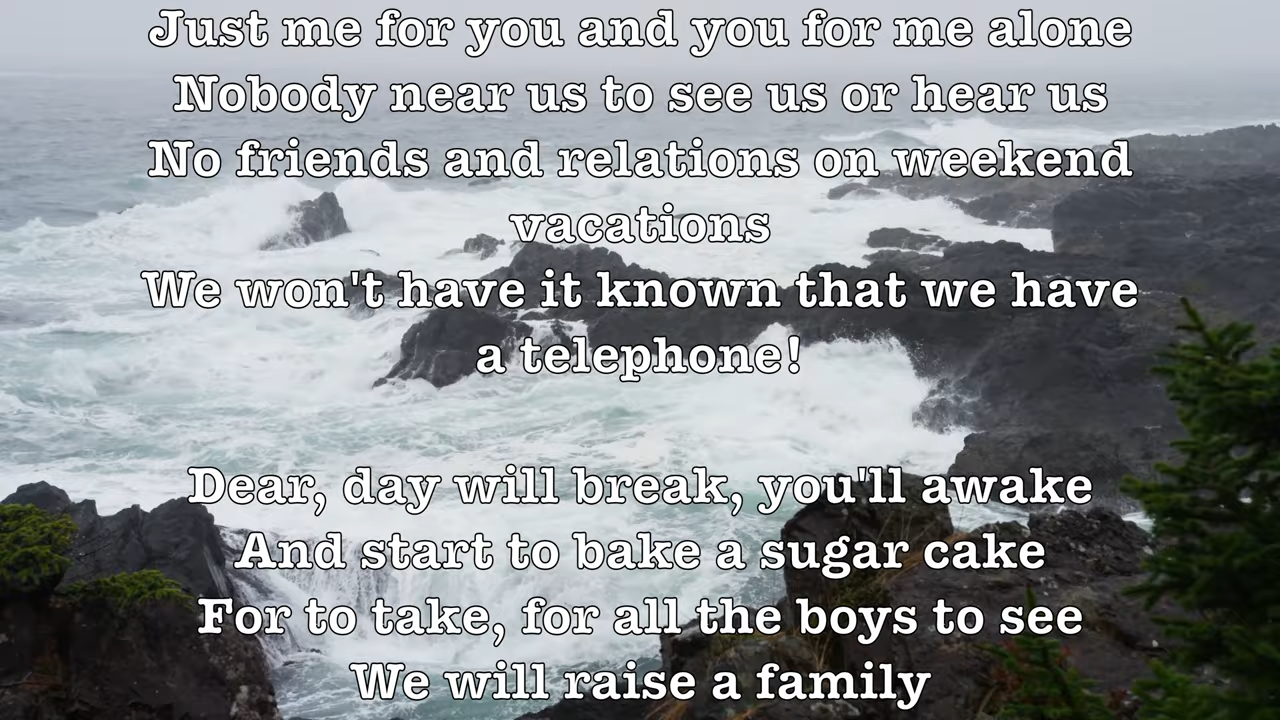 Just me for you and you for me alone
Nobody near us to see us or hear us
No friends and relations on weekend
vacations
We won't have it known that we have
a telephone!
Dear, day will break, you'll awake
And start to bake a sugar cake
For to take, for all the boys to see
We will raise a family